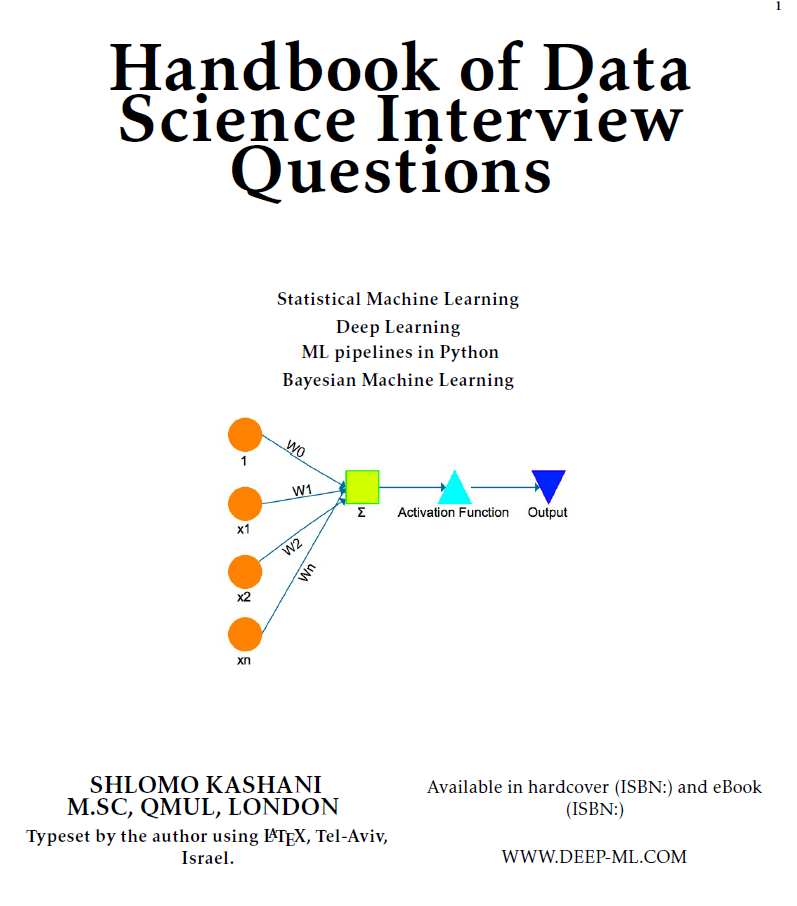 1
Handbook of Data
Science Interview
Questions
Statistical Machine Learning
Deep Learning
ML pipelines in Python
Bayesian Machine Learning
W0
1
W1
x1
W2
x2
Wn
xn
Σ
Activation Function
Output
SHLOMO KASHANI
M.SC, QMUL, LONDON
Typeset by the author using LATEX, Tel-Aviv,
Israel.
Available in hardcover (ISBN:) and eBook
(ISBN:)
WWW.DEEP-ML.COM